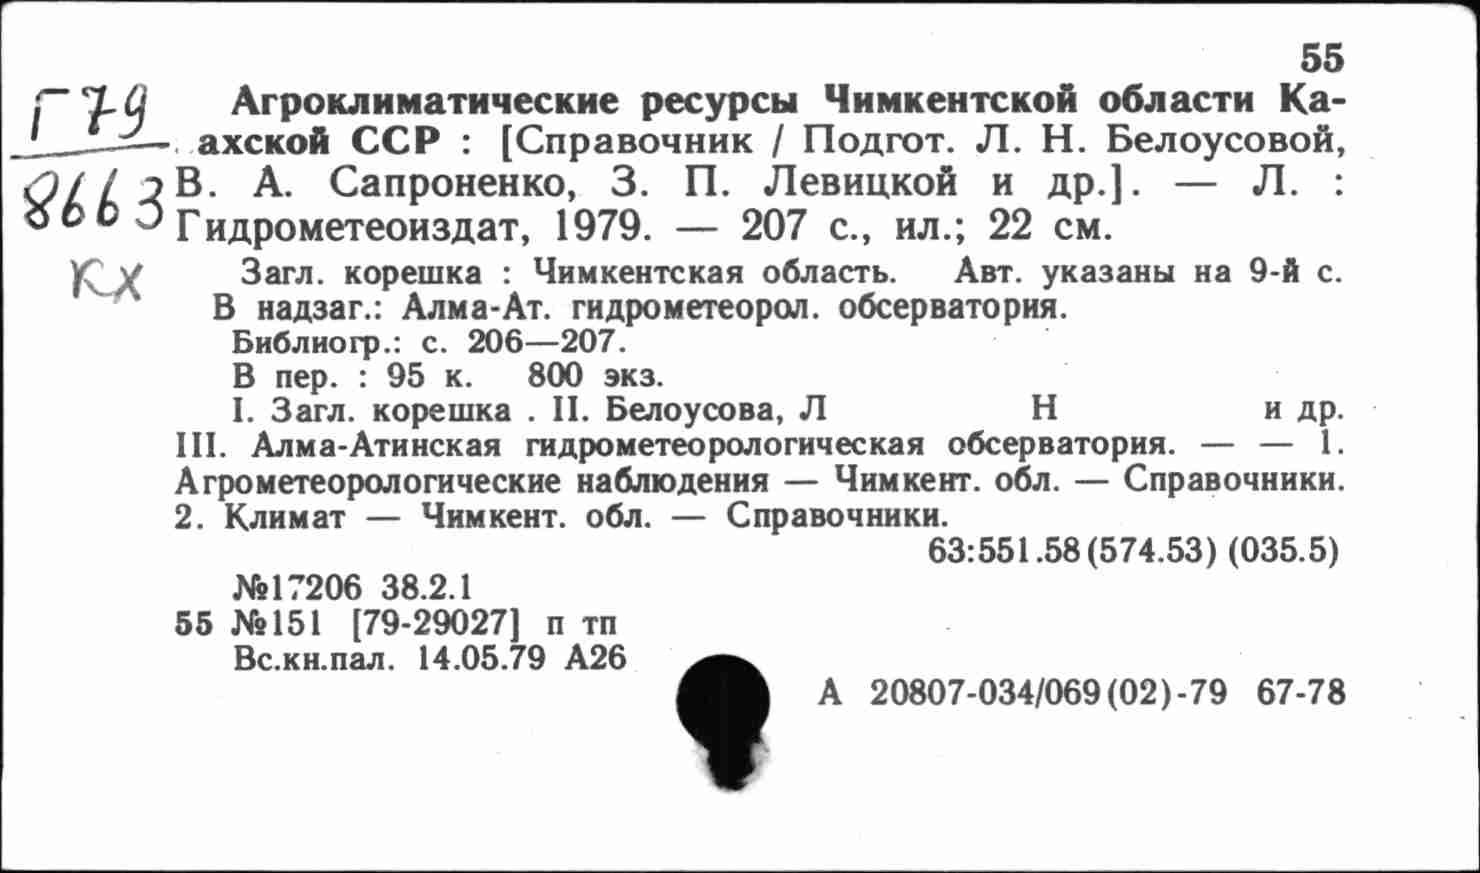 55
Г79
8663
КХ
Агроклиматические ресурсы Чимкентской области Ка-
ахской ССР : [Справочник / Подгот. Л. Н. Белоусовой,
В. А. Сапроненко, З. П. Левицкой и др.]. — Л. :
Гидрометеоиздат, 1979. — 207 с., ил.; 22 см.
Загл. корешка : Чимкентская область. Авт. указаны на 9-й с.
В надзаг.: Алма-Ат. гидрометеорол. обсерватория.
Библиогр.: с. 206—207.
В пер. : 95 к. 800 экз.
I. Загл. корешка . II. Белоусова, Л Н и др.
III. Алма-Атинская гидрометеорологическая обсерватория. — — 1.
Агрометеорологические наблюдения — Чимкент. обл. — Справочники.
2. Климат — Чимкент. обл. — Справочники.
63:551.58(574.53) (035.5)
№17206 38.2.1
55 №151 [79-29027] п тп
Вс.кн.пал. 14.05.79 А26
А 20807-034/069(02)-79 67-78